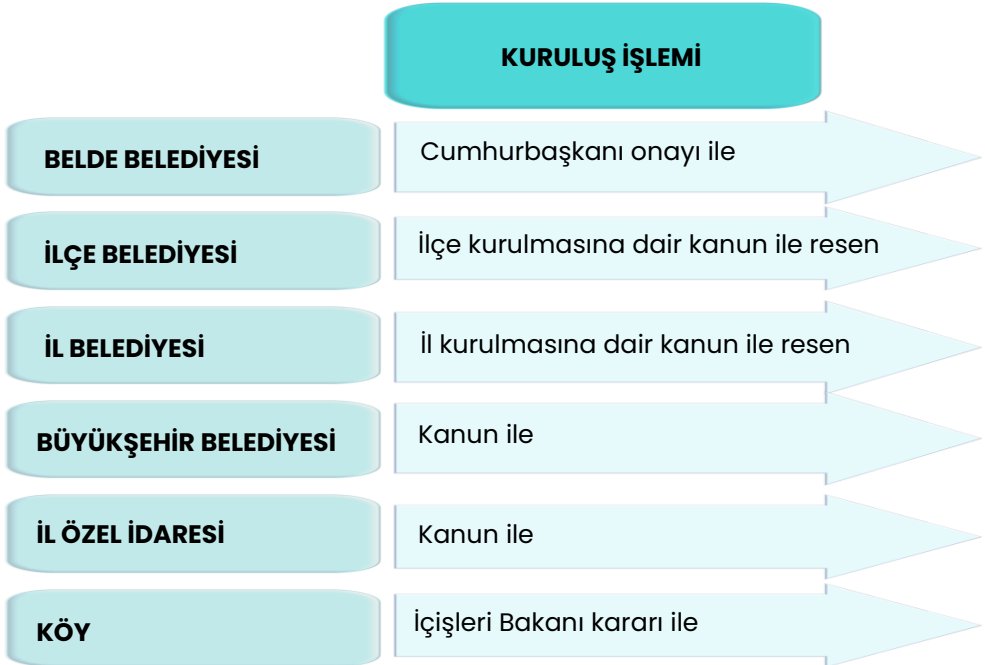 KURULUŞ İŞLEMİ
BELDE BELEDİYESİ
Cumhurbaşkanı onayı ile
İLÇE BELEDİYESİ
İlçe kurulmasına dair kanun ile resen
İL BELEDİYESİ
İl kurulmasına dair kanun ile resen
BÜYÜKŞEHİR BELEDİYESİ
Kanun ile
İL ÖZEL İDARESİ
Kanun ile
KÖY
İçişleri Bakanı kararı ile